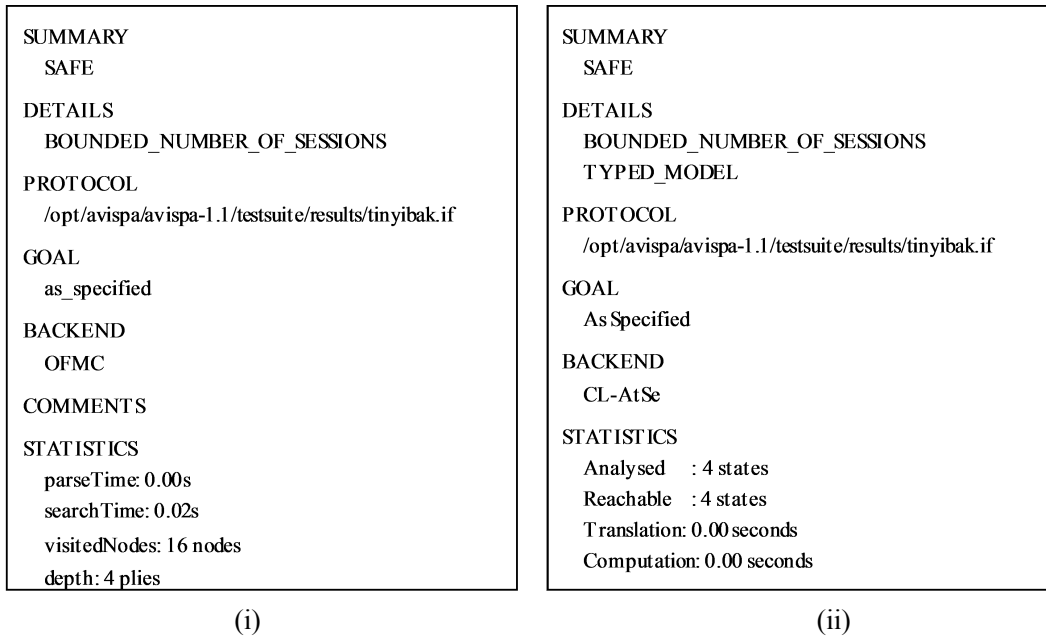 SUMMARY
SAFE
DETAILS
BOUNDED_NUMBER_OF_SESSIONS
PROTOCOL
/opt/avispa/avispa-1.1/testsuite/results/tinyibak.if
GOAL
as_specified
BACKEND
OFMC
COMMENTS
STATISTICS
parseTime: 0.00s
searchTime: 0.02s
visitedNodes: 16 nodes
depth: 4 plies
(i)
SUMMARY
SAFE
DETAILS
BOUNDED_NUMBER_OF_SESSIONS
TYPED_MODEL
PROTOCOL
/opt/avispa/avispa-1.1/testsuite/results/tinyibak.if
GOAL
As Specified
BACKEND
CL-AtSe
STATISTICS
Analysed : 4 states
Reachable : 4 states
Translation: 0.00 seconds
Computation: 0.00 seconds
(ii)